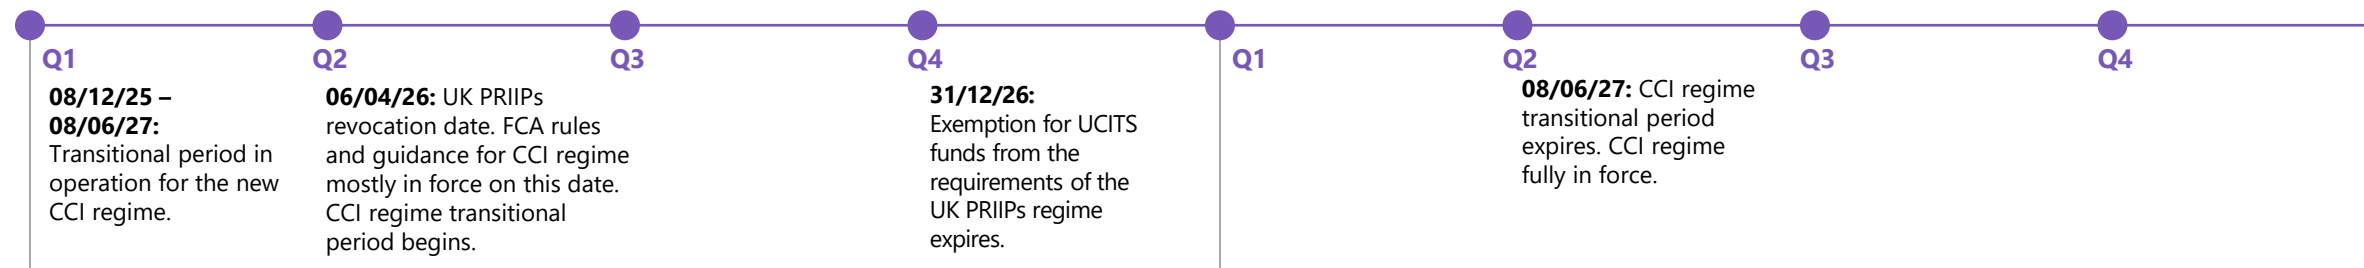 Q1
08/12/25 –
08/06/27:
Transitional period in
operation for the new
CCI regime.
Q2
06/04/26: UK PRIIPs
revocation date. FCA rules
and guidance for CCI regime
mostly in force on this date.
CCI regime transitional
period begins.
Q3
Q4
31/12/26:
Exemption for UCITS
funds from the
requirements of the
UK PRIIPs regime
expires.
Q1
Q2
08/06/27: CCI regime
transitional period
expires. CCI regime
fully in force.
Q3
Q4